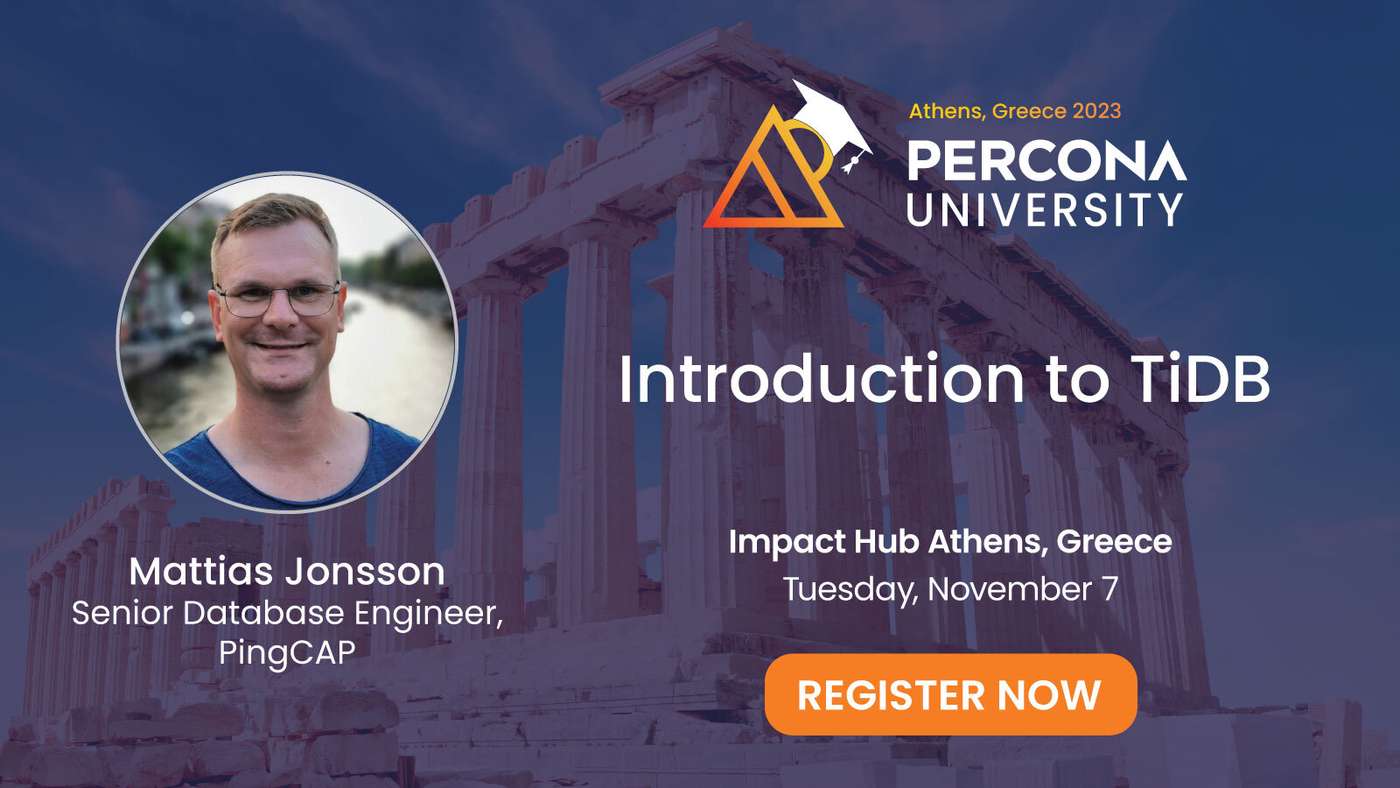 Athens, Greece 2023
PERCONA
UNIVERSITY
Introduction to TiDB
Mattias Jonsson
Senior Database Engineer,
PingCAP
Impact Hub Athens, Greece
Tuesday, November 7
REGISTER NOW